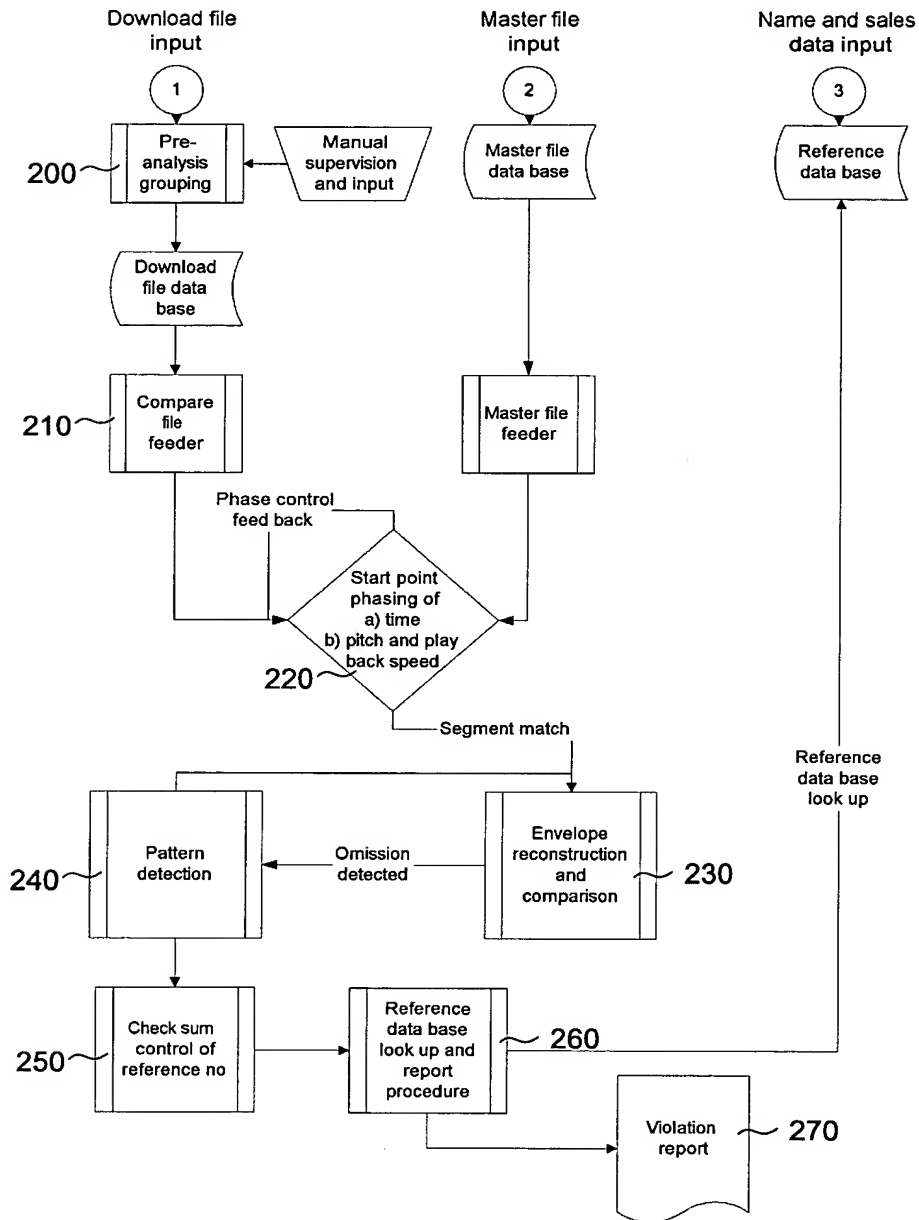 Download file
input
Master file
input
Name and sales
data input
1
2
3
200
Pre-
analysis
grouping
Manual
supervision
and input
Master file
data base
Reference
data base
Download
file data
base
210
Compare
file
feeder
Master file
feeder
Phase control
feed back
Start point
phasing of
a) time
b) pitch and play
back speed
220
Segment match
Reference
data base
look up
240
Pattern
detection
Omission
detected
Envelope
reconstruction
and
comparison
230
250
Check sum
control of
reference no
Reference
data base
look up and
report
procedure
260
Violation
report
270